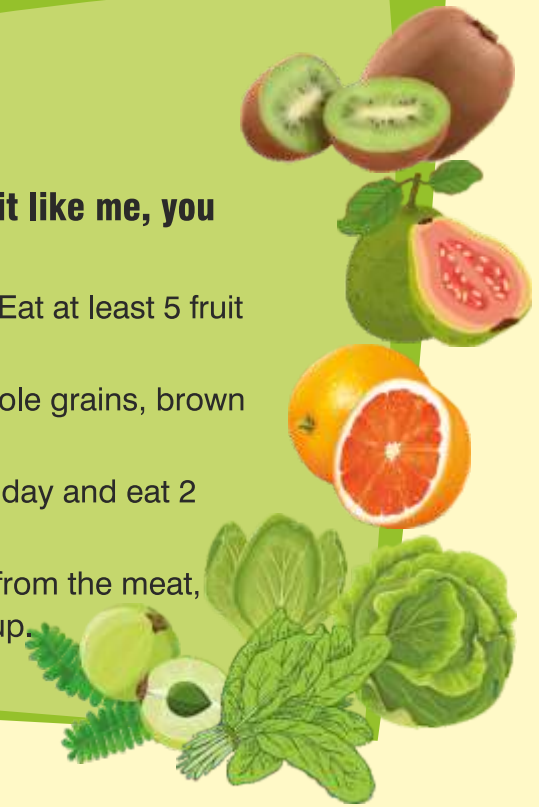 it like me, you
Eat at least 5 fruit
ole grains, brown
day and eat 2
from the meat,
up.